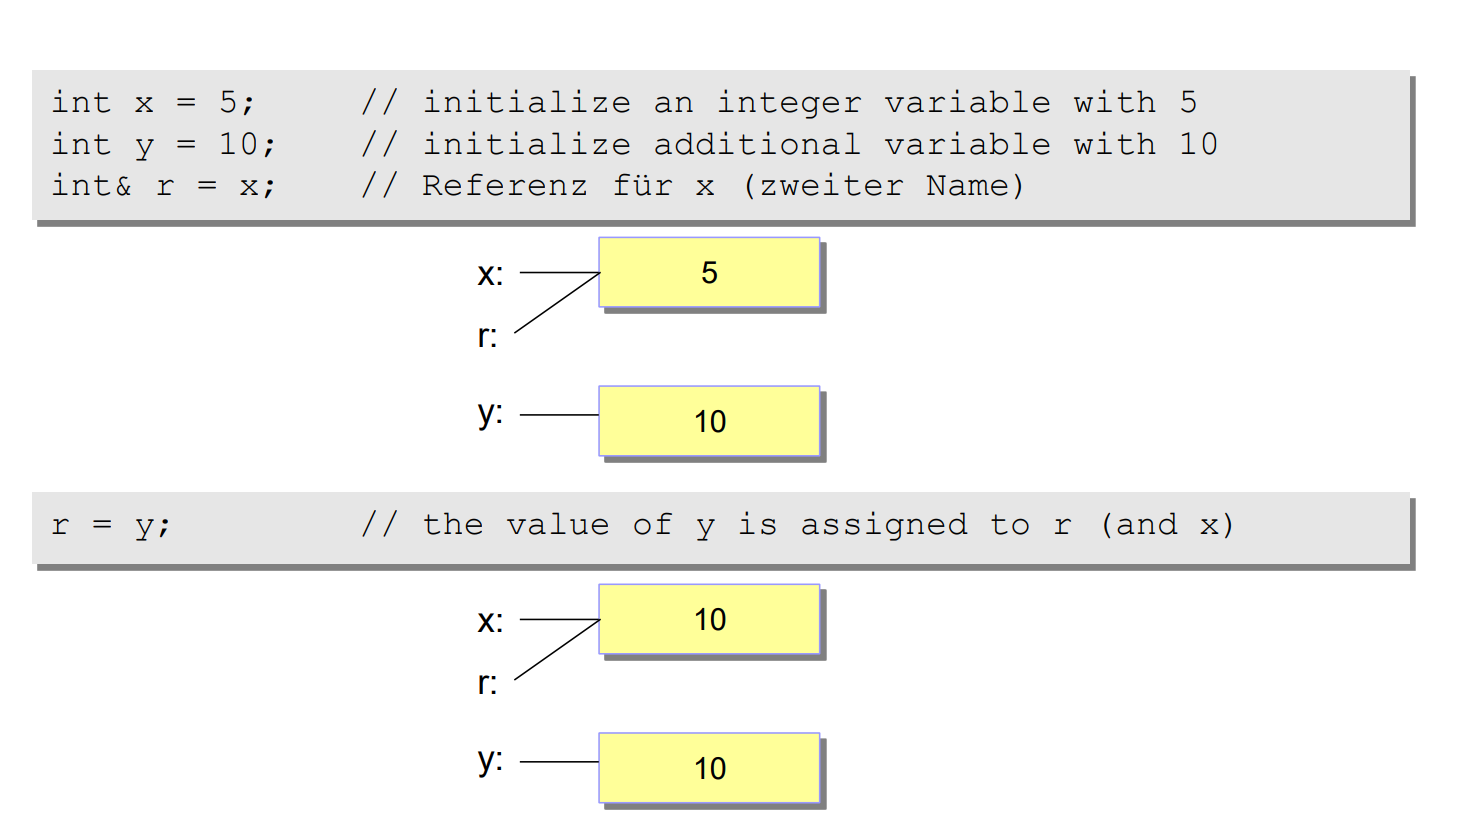 int x = 5;     // initialize an integer variable with 5
int y = 10;    // initialize additional variable with 10
int& r = x;    // Referenz für x (zweiter Name)
x: 5
r:
y: 10
r = y;         // the value of y is assigned to r (and x)
x: 10
r:
y: 10